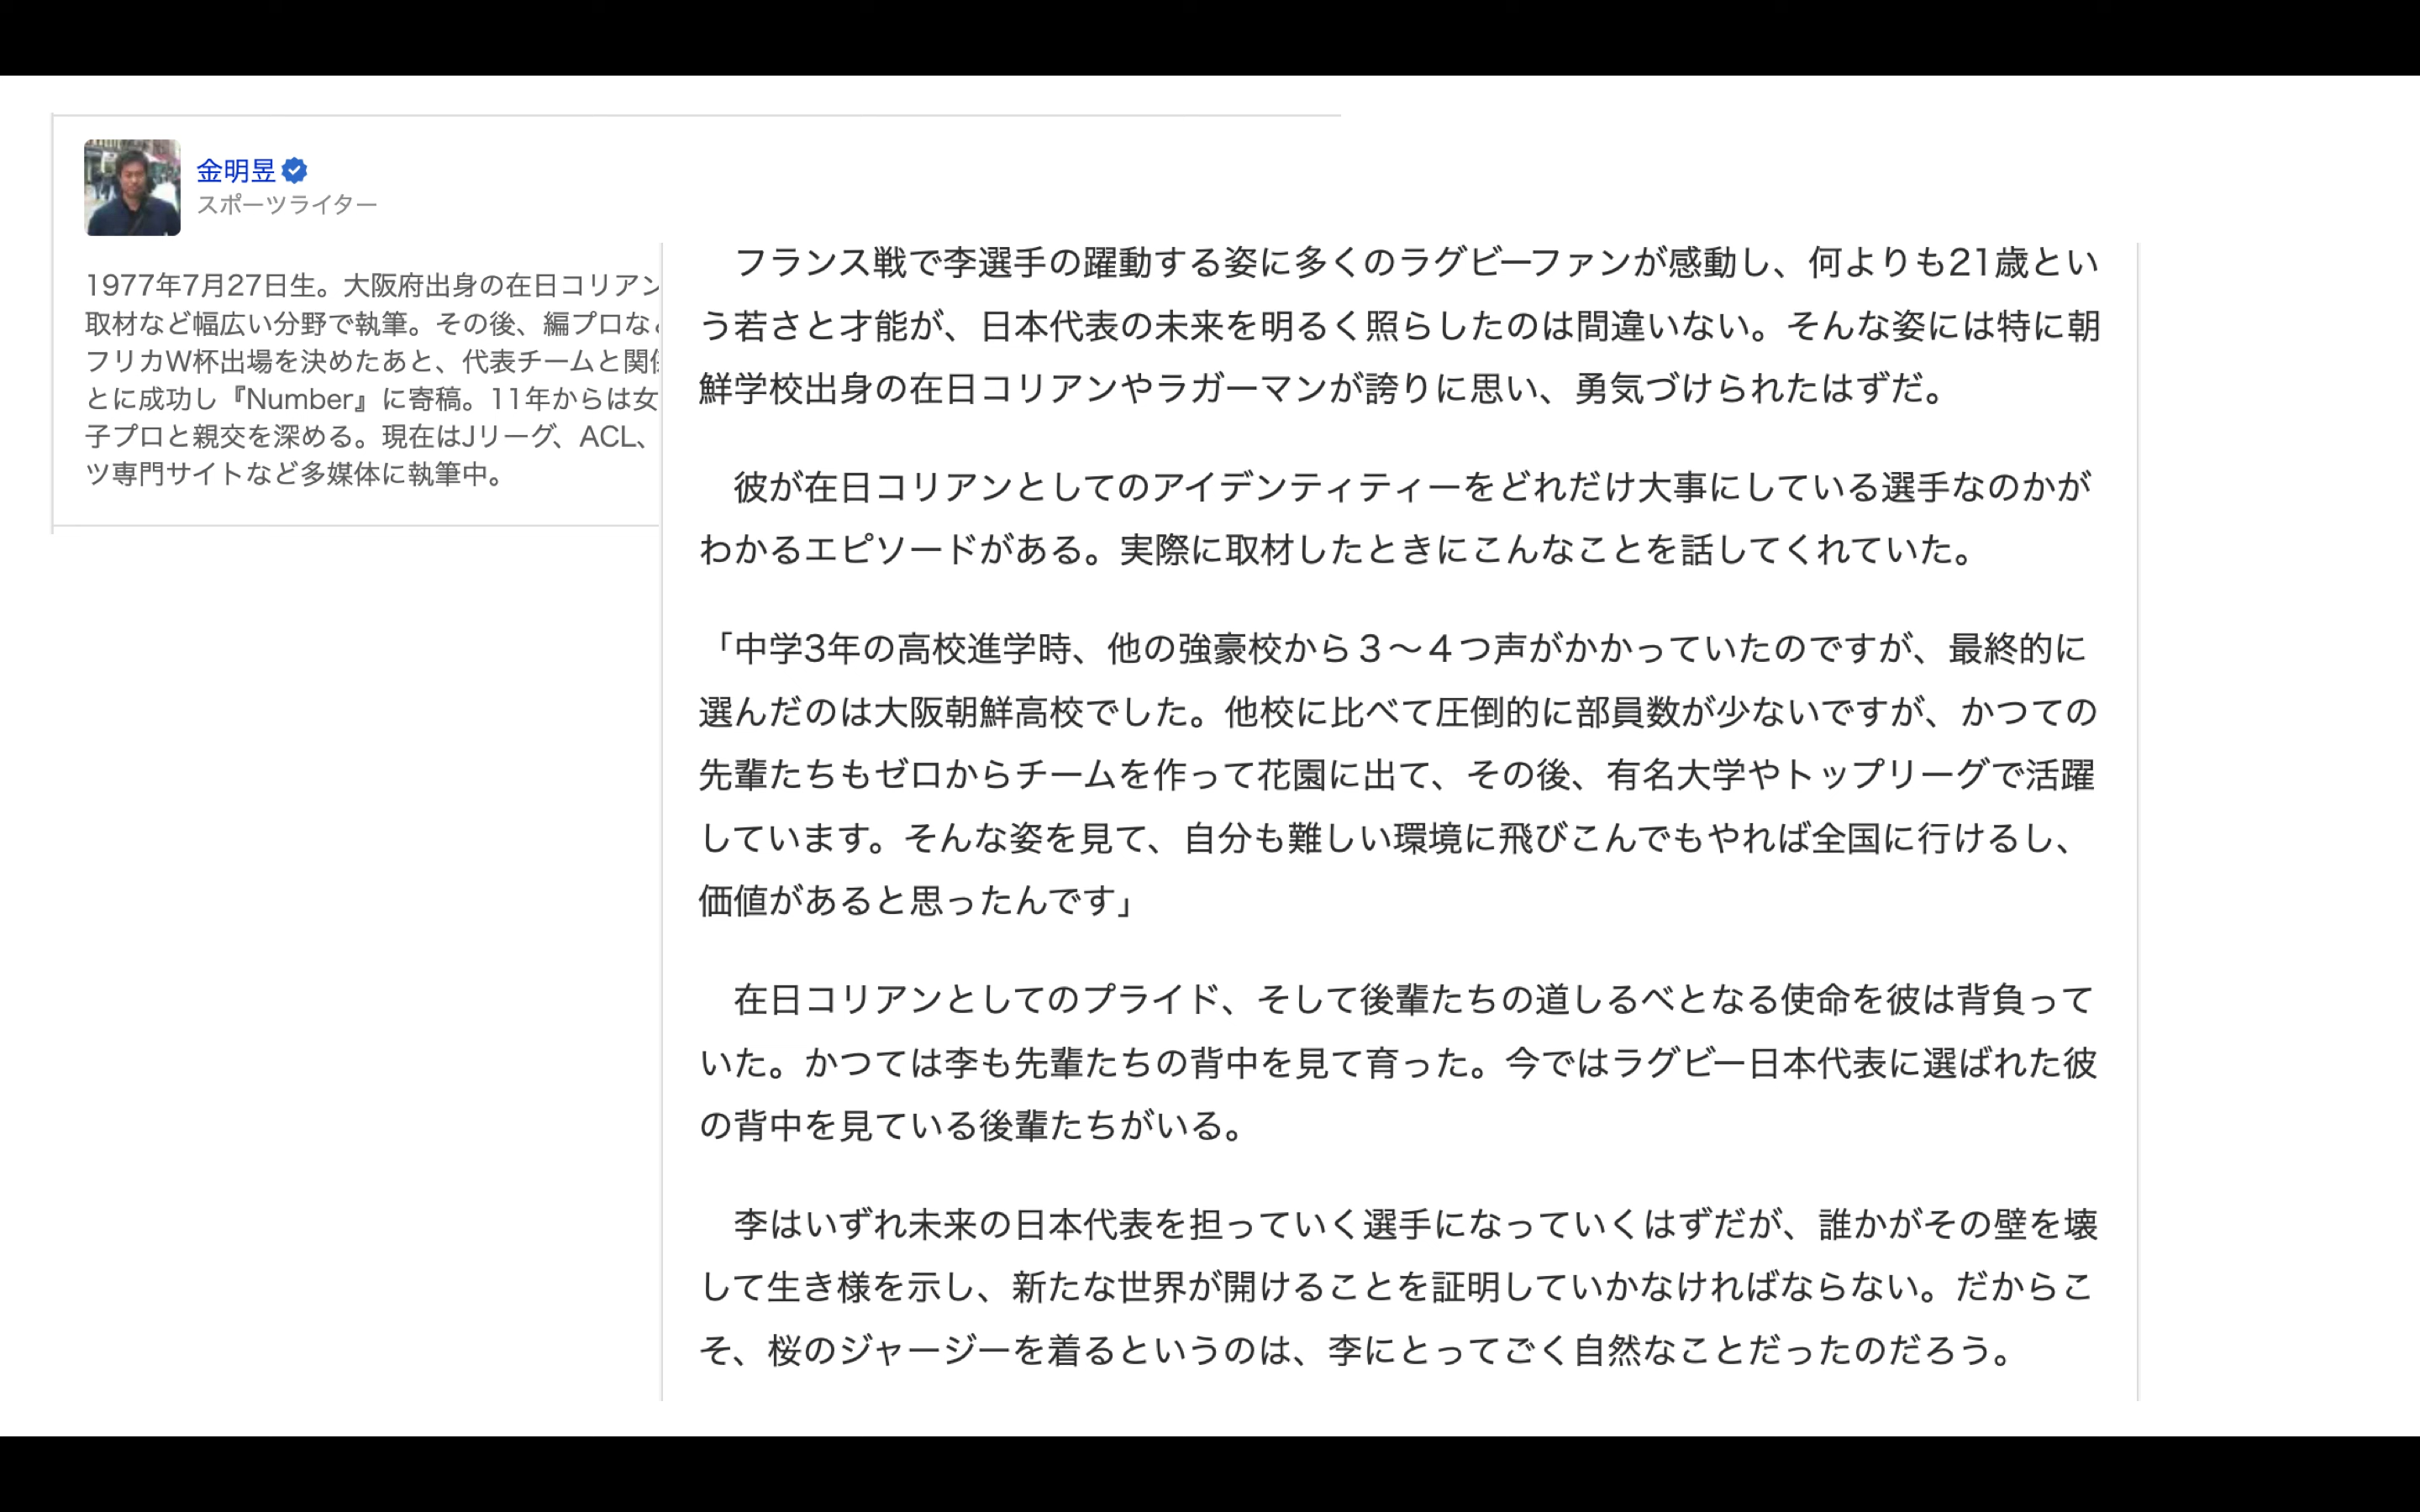 金明昱
スポーツライター
1977年7月27日生。大阪府出身の在日コリアン
取材など幅広い分野で執筆。その後、編プロなど
フリカW杯出場を決めたあと、代表チームと関係
とに成功し『Number』に寄稿。11年からは女
子プロと親交を深める。現在はJリーグ、ACL、
ツ専門サイトなど多媒体に執筆中。
フランス戦で李選手の躍動する姿に多くのラグビーファンが感動し、何よりも21歳とい
う若さと才能が、日本代表の未来を明るく照らしたのは間違いない。そんな姿には特に朝
鮮学校出身の在日コリアンやラガーマンが誇りに思い、勇気づけられたはずだ。
彼が在日コリアンとしてのアイデンティティーをどれだけ大事にしている選手なのかが
わかるエピソードがある。実際に取材したときにこんなことを話してくれていた。
「中学3年の高校進学時、他の強豪校から３〜４つ声がかかっていたのですが、最終的に
選んだのは大阪朝鮮高校でした。他校に比べて圧倒的に部員数が少ないですが、かつての
先輩たちもゼロからチームを作って花園に出て、その後、有名大学やトップリーグで活躍
しています。そんな姿を見て、自分も難しい環境に飛びこんでもやれば全国に行けるし、
価値があると思ったんです」
在日コリアンとしてのプライド、そして後輩たちの道しるべとなる使命を彼は背負って
いた。かつては李も先輩たちの背中を見て育った。今ではラグビー日本代表に選ばれた彼
の背中を見ている後輩たちがいる。
李はいずれ未来の日本代表を担っていく選手になっていくはずだが、誰かがその壁を壊
して生き様を示し、新たな世界が開けることを証明していかなければならない。だからこ
そ、桜のジャージーを着るというのは、李にとってごく自然なことだったのだろう。